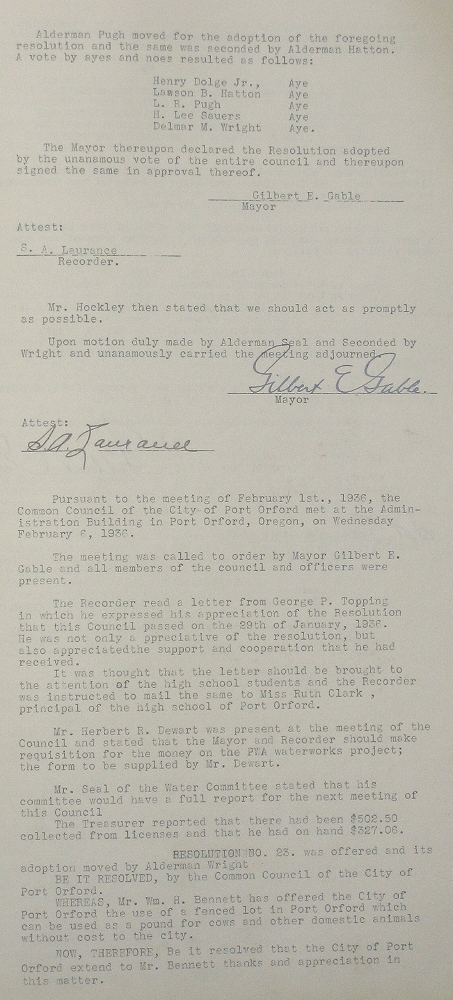 Alderman Pugh moved for the adoption of the foregoing
resolution and the same was seconded by Alderman Hatton.
A vote by ayes and noes resulted as follows:
Henry Dolge Jr., Aye
Lawson B. Hatton Aye
L. R. Pugh Aye
H. Lee Sauers Aye
Delmar M. Wright Aye.
The Mayor thereupon declared the Resolution adopted
by the unanamous vote of the entire council and thereupon
signed the same in approval thereof.
Gilbert E. Gable
Mayor
Attest:
S. A. Laurance
Recorder.
Mr. Hockley then stated that we should act as promptly
as possible.
Upon motion duly made by Alderman Seal and Seconded by
Wright and unanamously carried the meeting adjourned.
Gilbert E Gable.
Mayor
Attest:
S.A. Laurance
Pursuant to the meeting of February 1st., 1936, the
Common Council of the City of Port Orford met at the Admin-
istration Building in Port Orford, Oregon, on Wednesday
February 6, 1936.
The meeting was called to order by Mayor Gilbert E.
Gable and all members of the council and officers were
present.
The Recorder read a letter from George P. Topping
in which he expressed his appreciation of the Resolution
that this Council passed on the 29th of January, 1936.
He was not only a ppreciative of the resolution, but
also appreciatedthe support and cooperation that he had
received.
It was thought that the letter should be brought to
the attention of the high school students and the Recorder
was instructed to mail the same to Miss Ruth Clark ,
principal of the high school of Port Orford.
Mr. Herbert R. Dewart was present at the meeting of the
Council and stated that the Mayor and Recorder should make
requisition for the money on the PWA waterworks project;
the form to be supplied by Mr. Dewart.
Mr. Seal of the Water Committee stated that his
committee would have a full report for the next meeting of
this Council
The Treasurer reported that there had been $502.50
collected from licenses and that he had on hand $327.06.
RESOLUTION NO. 23. was offered and its
adoption moved by Alderman Wright
BE IT RESOLVED, by the Common Council of the City of
Port Orford.
WHEREAS, Mr. Wm. H. Bennett has offered the City of
Port Orford the use of a fenced lot in Port Orford which
can be used as a pound for cows and other domestic animals
without cost to the city.
NOW, THEREFORE, Be it resolved that the City of Port
Orford extend to Mr. Bennett thanks and appreciation in
this matter.